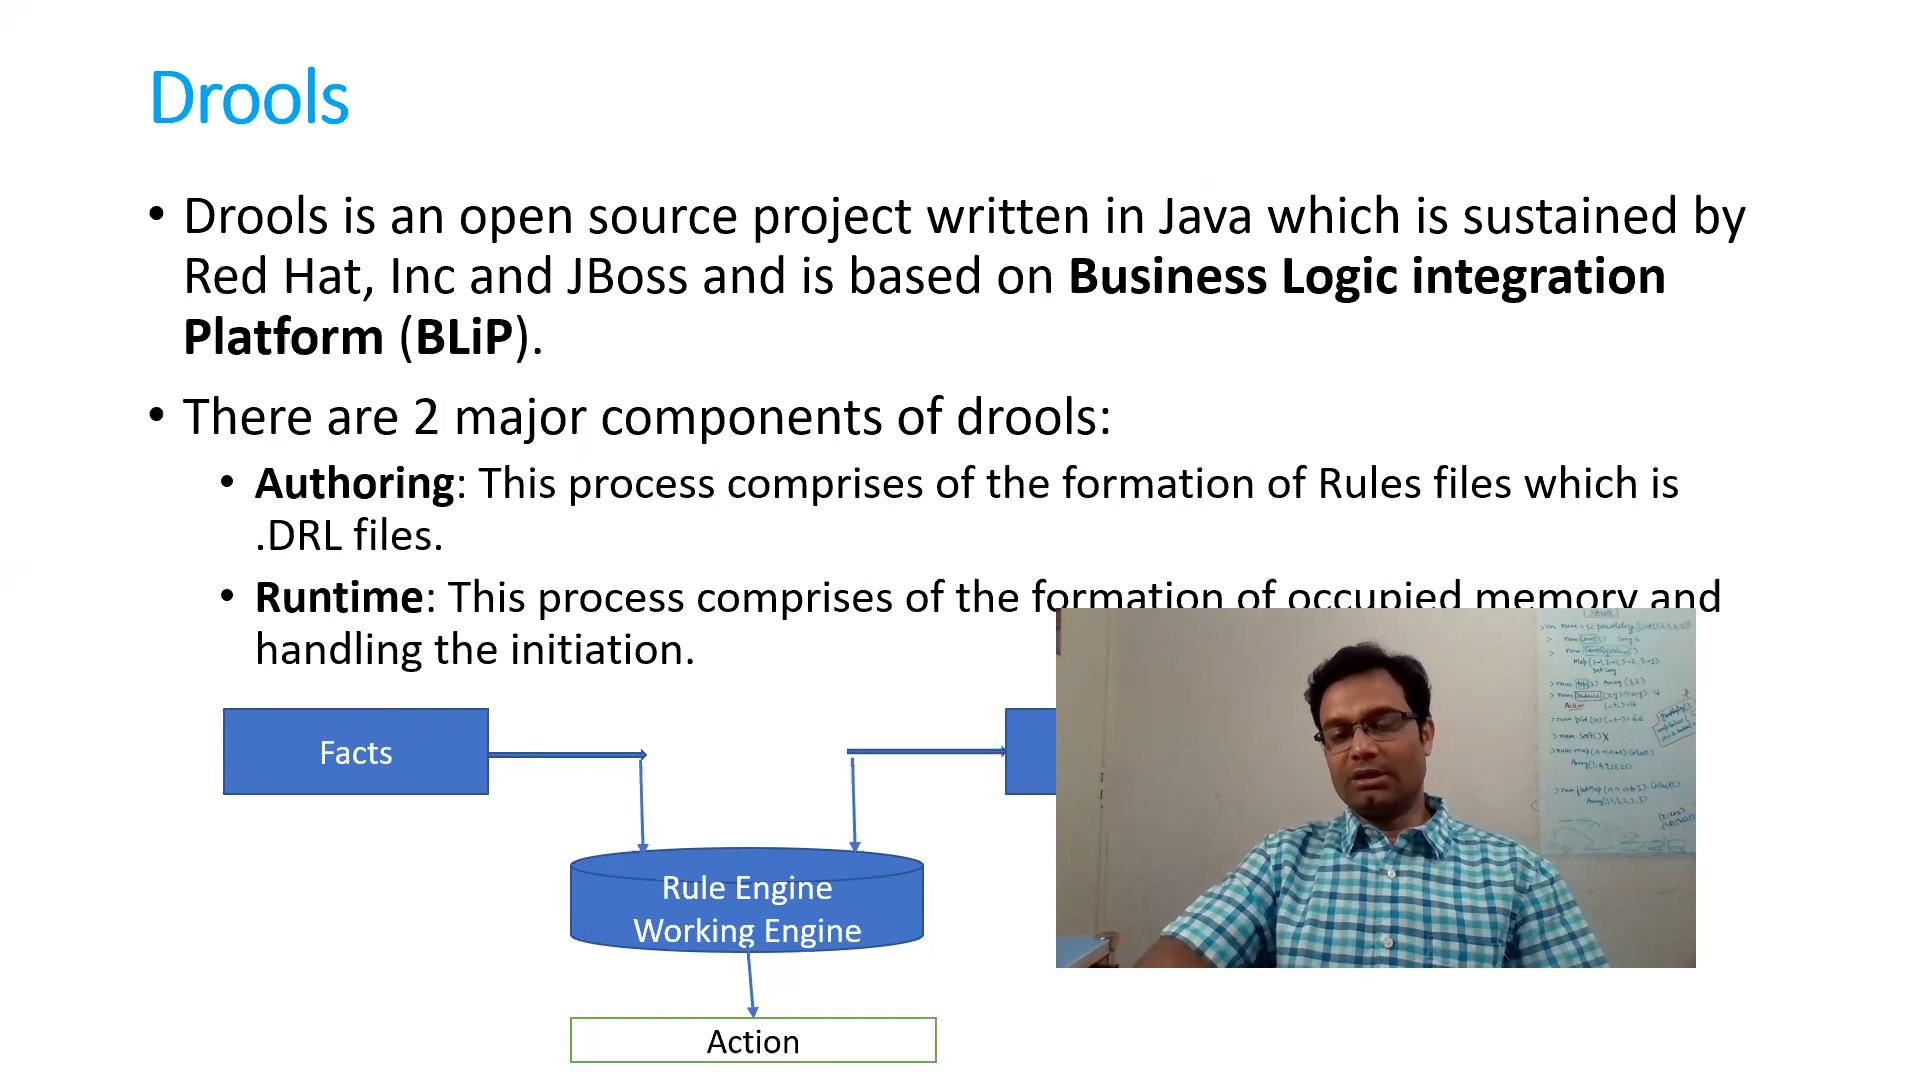 Drools
• Drools is an open source project written in Java which is sustained by
Red Hat, Inc and JBoss and is based on Business Logic integration
Platform (BLiP).
• There are 2 major components of drools:
• Authoring: This process comprises of the formation of Rules files which is
.DRL files.
• Runtime: This process comprises of the formation of occupied memory and
handling the initiation.
Facts
Rule Engine
Working Engine
Action